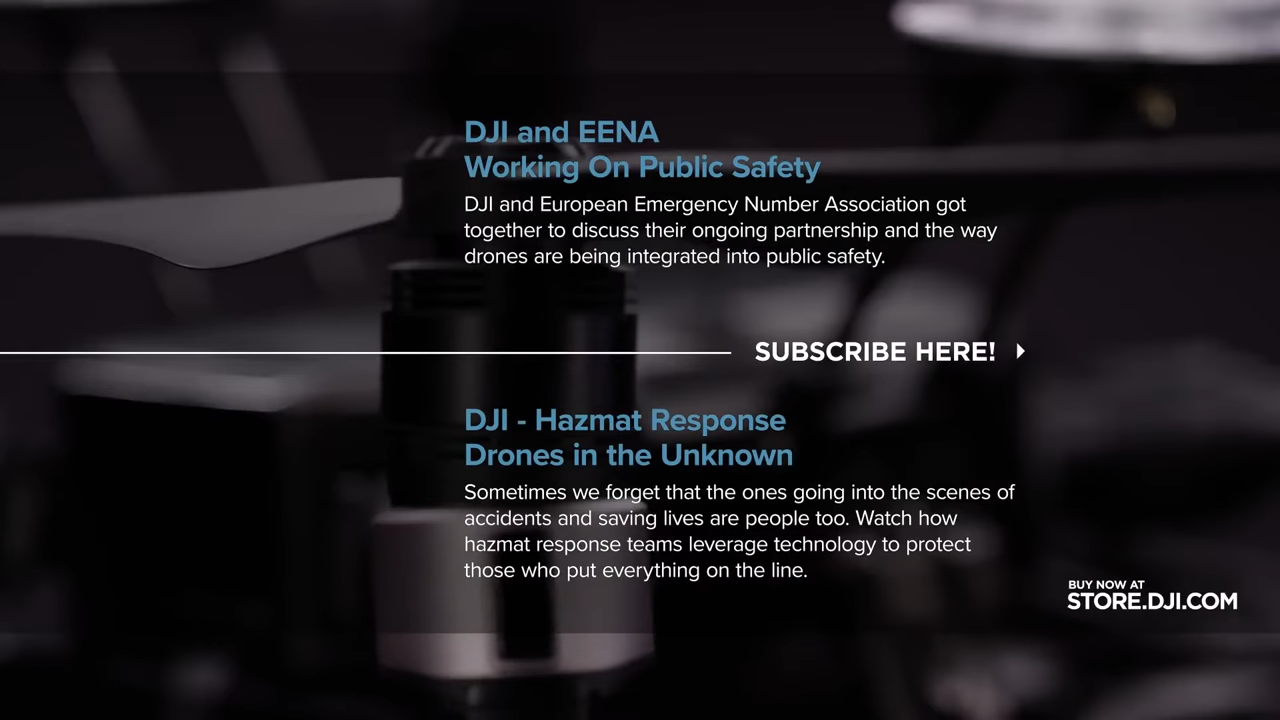 DJI and EENA
Working On Public Safety
DJI and European Emergency Number Association got
together to discuss their ongoing partnership and the way
drones are being integrated into public safety.
SUBSCRIBE HERE!
DJI - Hazmat Response
Drones in the Unknown
Sometimes we forget that the ones going into the scenes of
accidents and saving lives are people too. Watch how
hazmat response teams leverage technology to protect
those who put everything on the line.
BUY NOW AT
STORE.DJI.COM